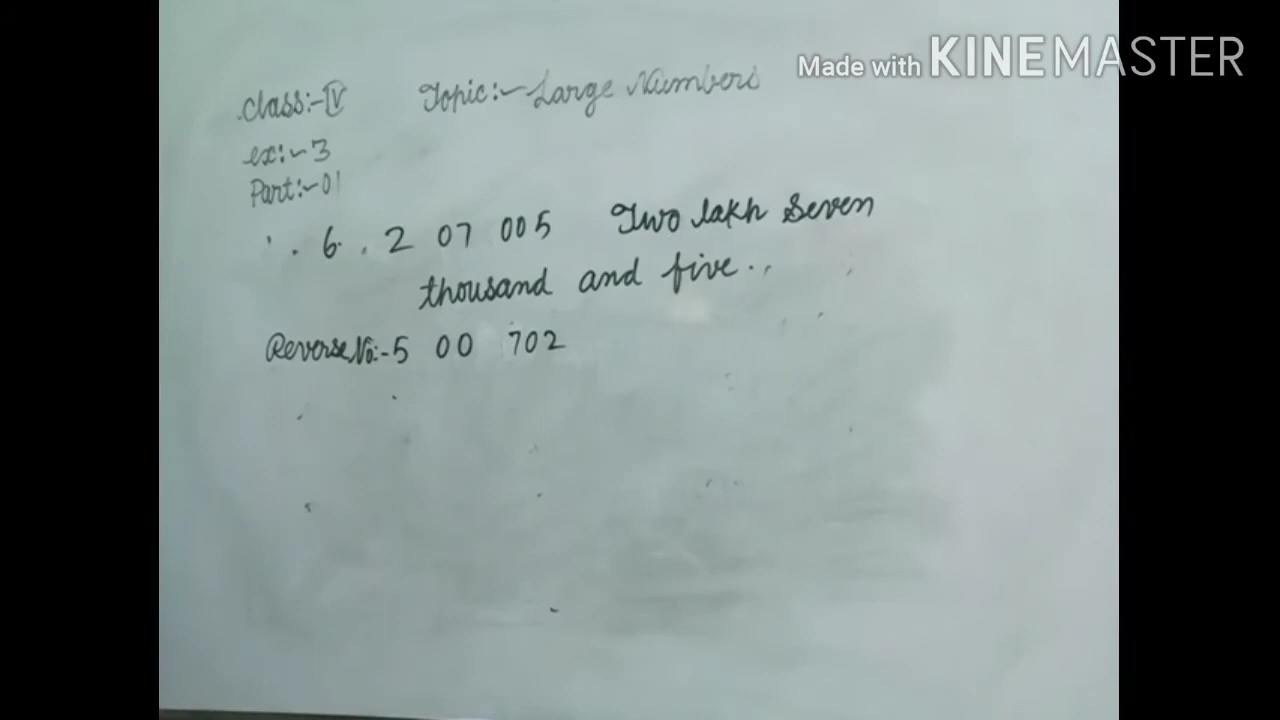 Made with KINEMASTER
Class:-IV Topic:- Large Numbers
ex:- 3
Part:- 01
6. 2 07 005 Two lakh Seven
thousand and five..
Reverse No:- 5 00 702